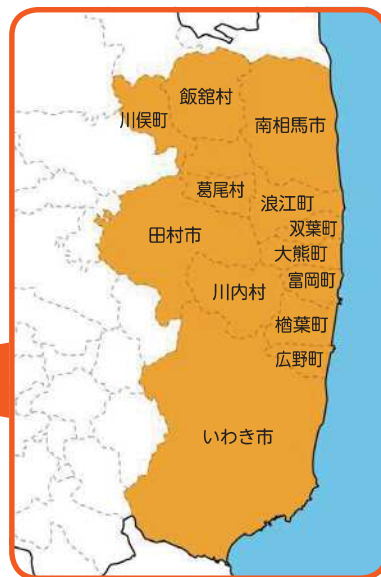 飯舘村
川俣町
南相馬市
葛尾村
浪江町
双葉町
田村市
大熊町
富岡町
川内村
楢葉町
広野町
いわき市